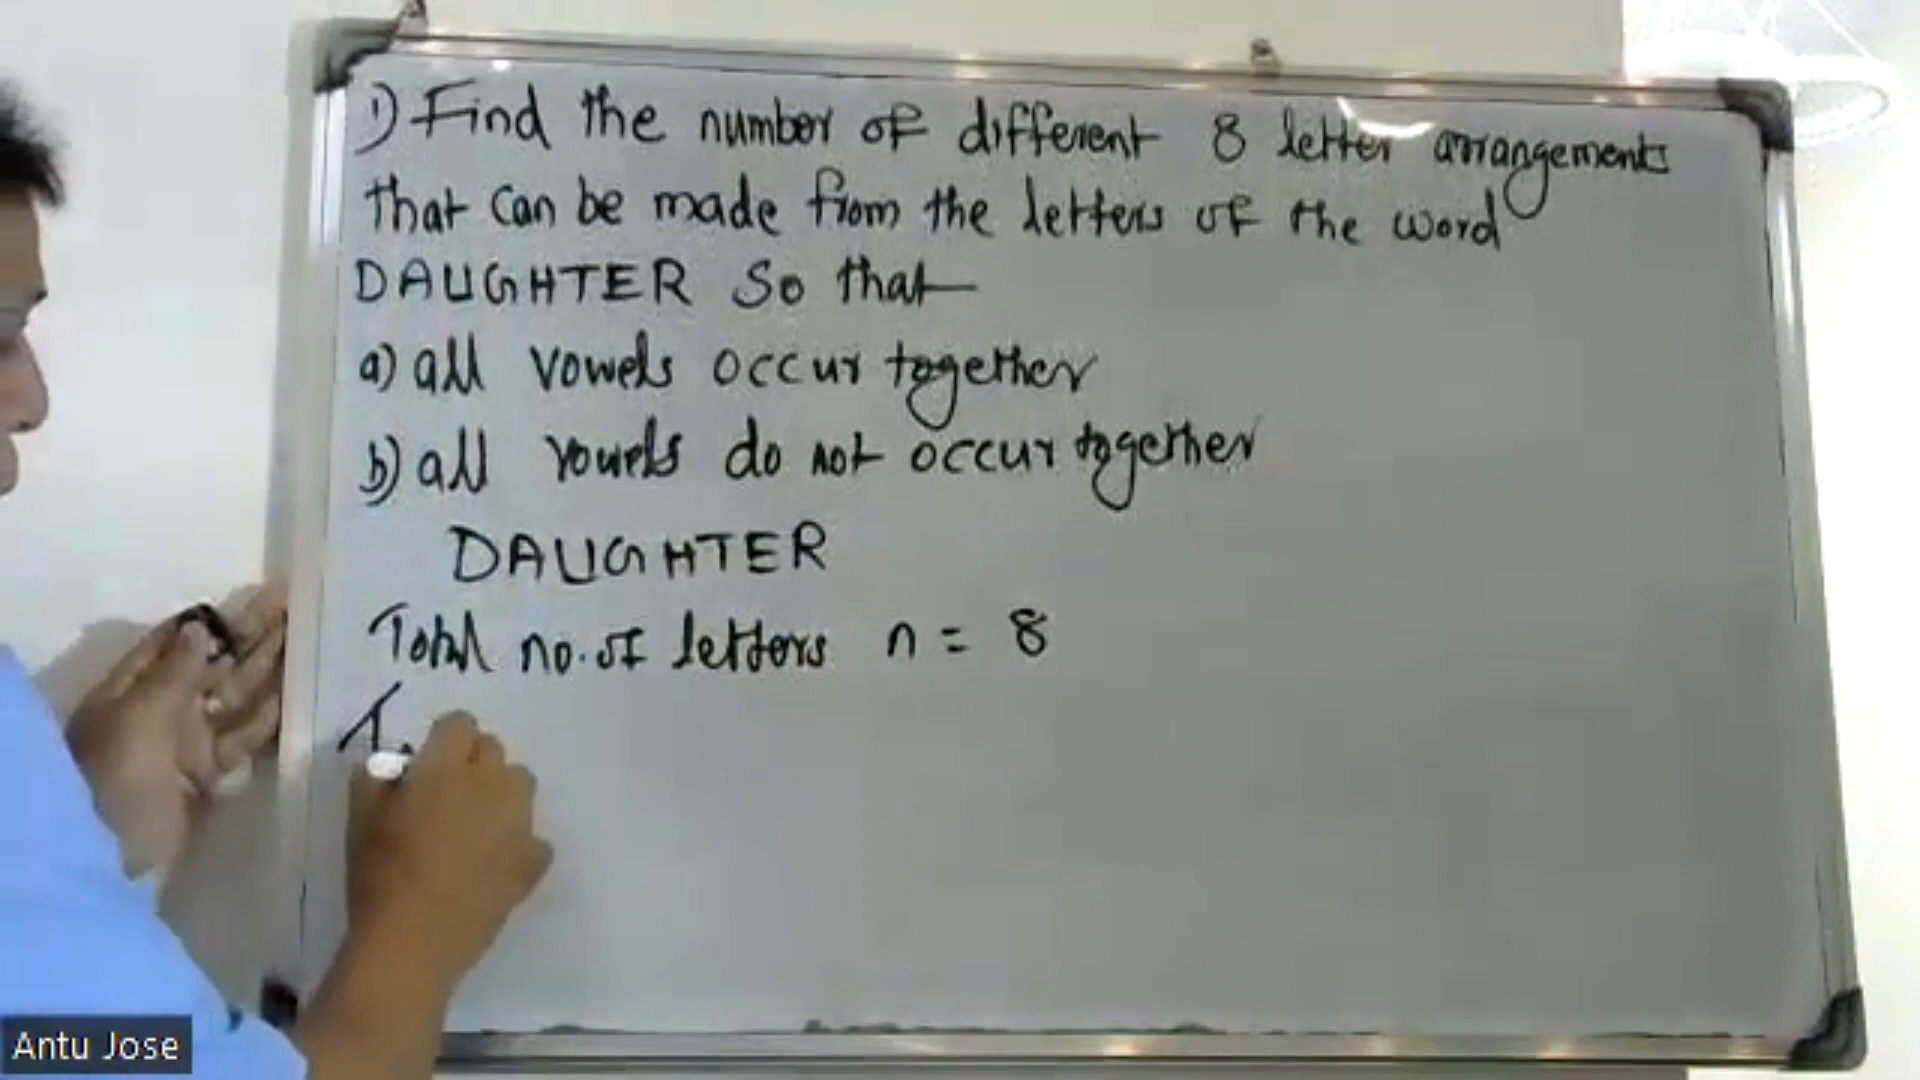 1) Find the number of different 8 letter arrangements
that can be made from the letters of the word
DAUGHTER So that
a) all vowels occur together
b) all vowels do not occur together
DAUGHTER
Total no. of letters n = 8
Antu Jose